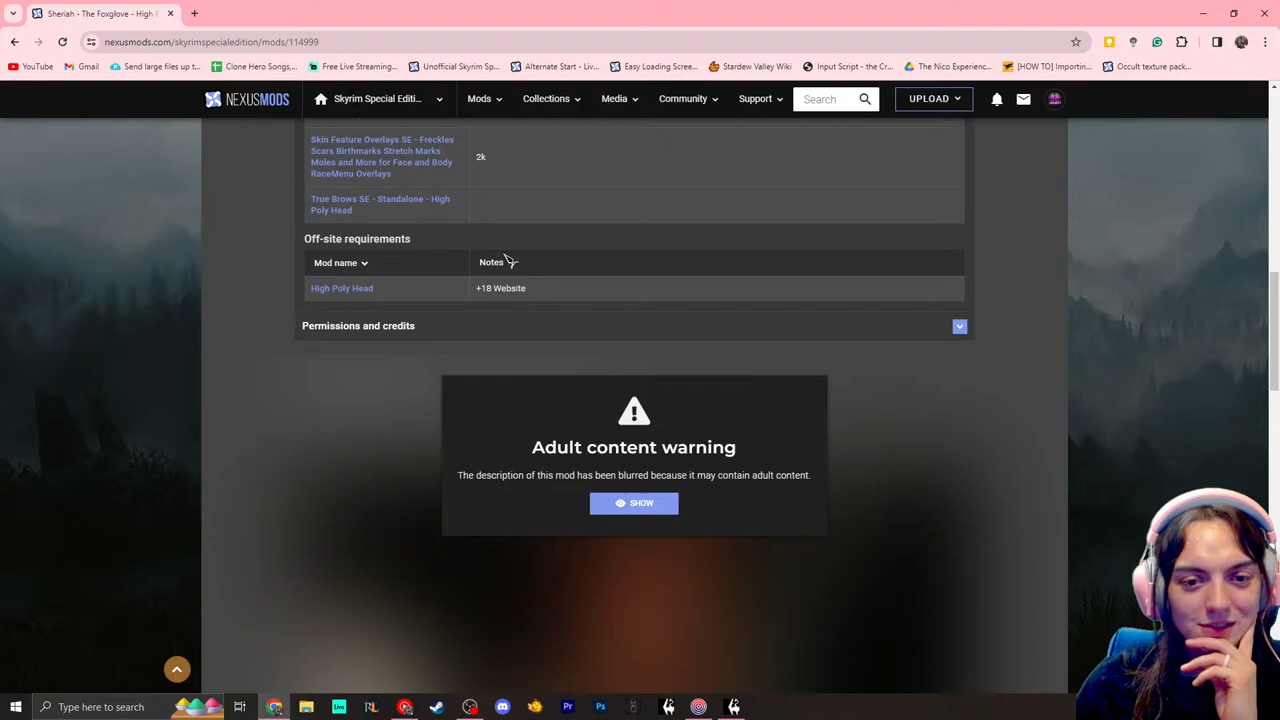 Sheriah - The Foxglove - High P
nexusmods.com/skyrimspecialedition/mods/114999
YouTube
Gmail
Send large files up t...
Clone Hero Songs,...
Free Live Streaming...
Unofficial Skyrim Sp...
Alternate Start - Liv...
Easy Loading Scree...
Stardew Valley Wiki
Input Script - the Cr...
The Nico Experienc...
[HOW TO] Importin...
Occult texture pack...
NEXUSMODS
Skyrim Special Editi...
Mods
Collections
Media
Community
Support
Search
UPLOAD
Skin Feature Overlays SE - Freckles
Scars Birthmarks Stretch Marks
Moles and More for Face and Body
RaceMenu Overlays
2k
True Brows SE - Standalone - High
Poly Head
Off-site requirements
Mod name
Notes
High Poly Head
+18 Website
Permissions and credits
Adult content warning
The description of this mod has been blurred because it may contain adult content.
SHOW
Type here to search
Live
Pr
Ps